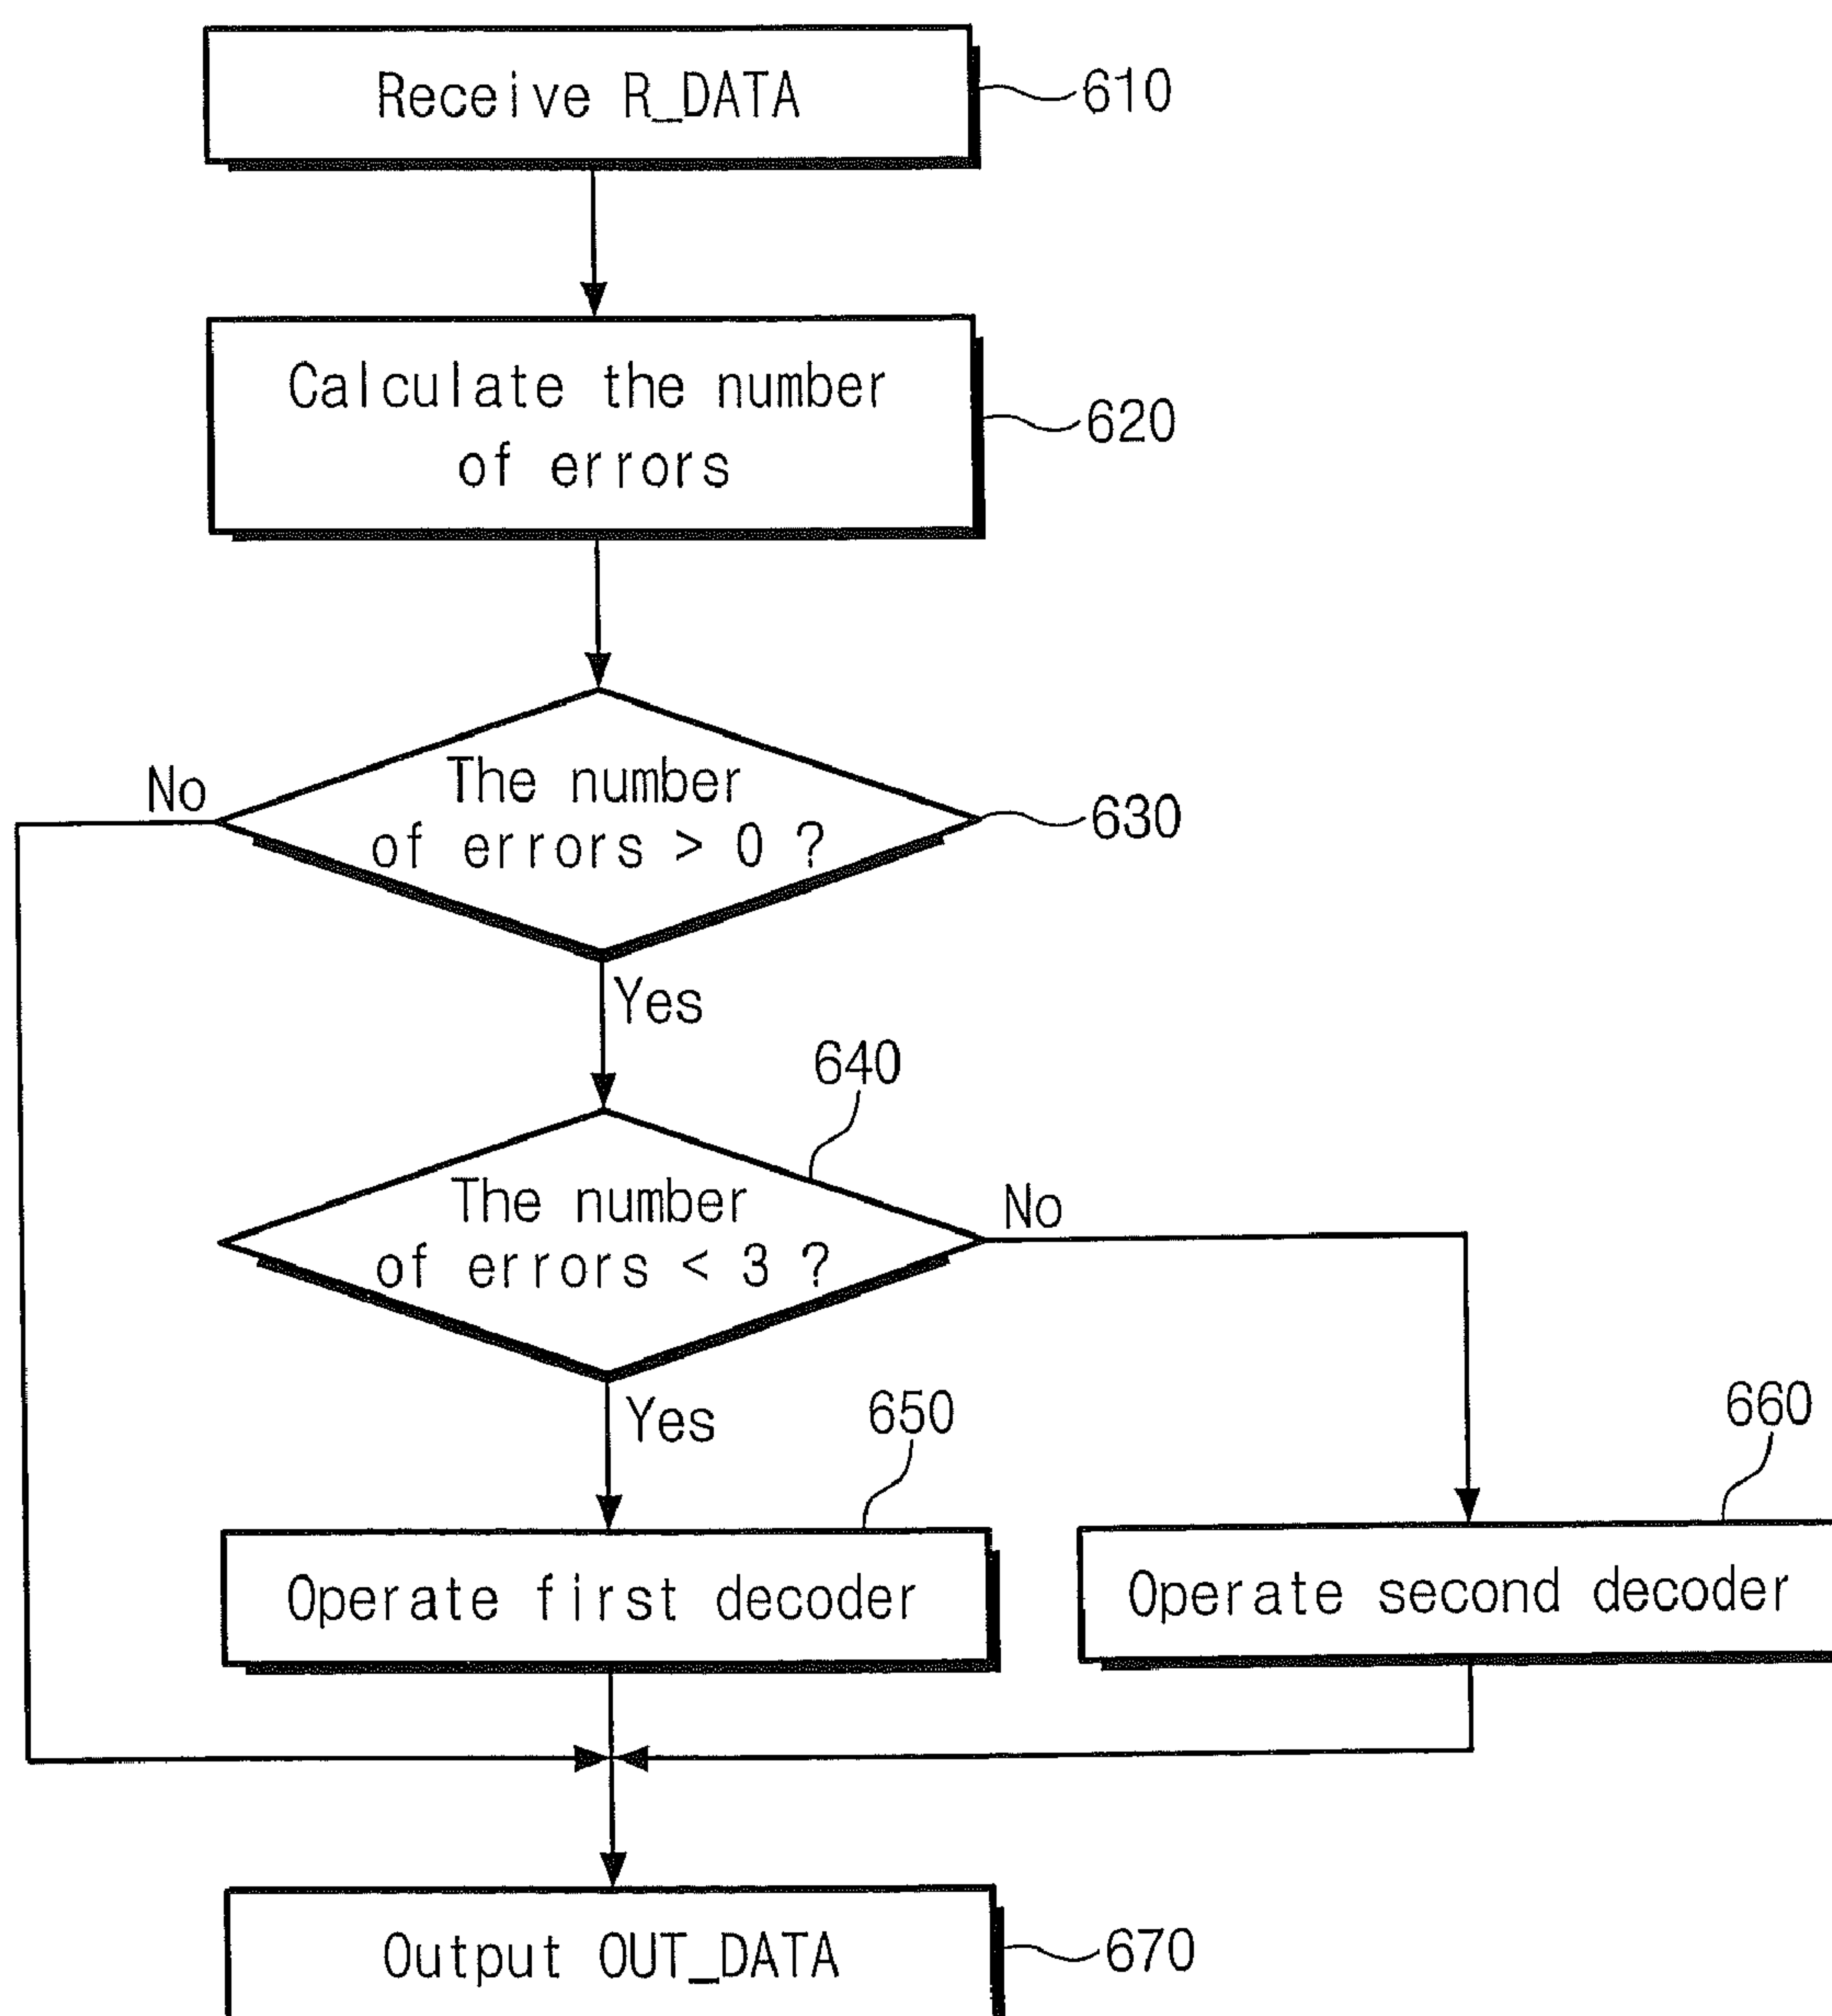 Receive R_DATA
610
Calculate the number
of errors
620
No
The number
of errors > 0 ?
630
Yes
640
The number
of errors < 3 ?
No
Yes
650
660
Operate first decoder
Operate second decoder
Output OUT_DATA
670